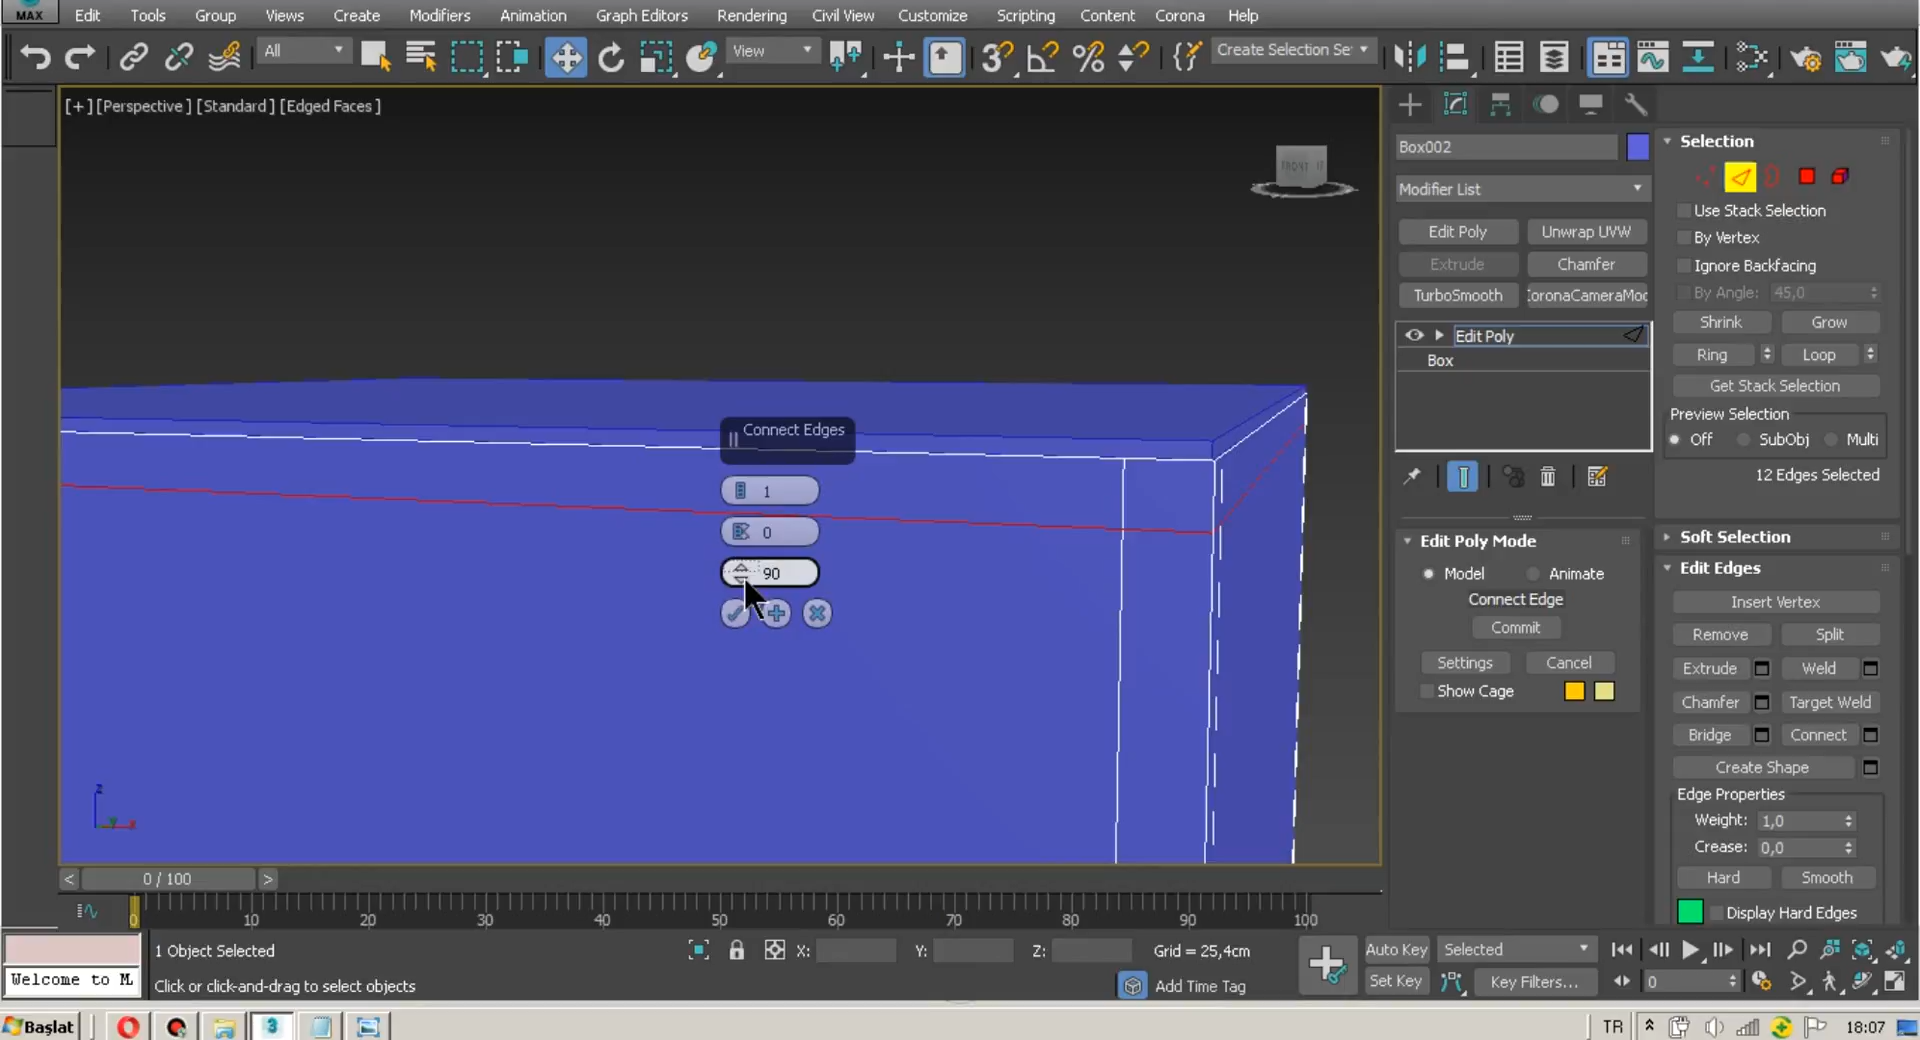 MAX
Edit Tools Group Views Create Modifiers Animation Graph Editors Rendering Civil View Customize Scripting Content Corona Help
All View Create Selection Se
[+] [Perspective ] [Standard ] [Edged Faces ]
FRONT
Box002
Modifier List
Edit Poly Unwrap UVW
Extrude Chamfer
TurboSmooth oronaCameraMod
Edit Poly
Box
Edit Poly Mode
Model Animate
Connect Edge
Commit
Settings Cancel
Show Cage
Selection
Use Stack Selection
By Vertex
Ignore Backfacing
By Angle: 45,0
Shrink Grow
Ring Loop
Get Stack Selection
Preview Selection
Off SubObj Multi
12 Edges Selected
Soft Selection
Edit Edges
Insert Vertex
Remove Split
Extrude Weld
Chamfer Target Weld
Bridge Connect
Create Shape
Edge Properties
Weight: 1,0
Crease: 0,0
Hard Smooth
Display Hard Edges
Connect Edges
1
0
90
z
x
< 0 / 100 >
0 10 20 30 40 50 60 70 80 90 100
1 Object Selected X: Y: Z: Grid = 25,4cm Auto Key Selected
Welcome to M.
Click or click-and-drag to select objects Add Time Tag Set Key Key Filters... 0
Başlat TR 18:07